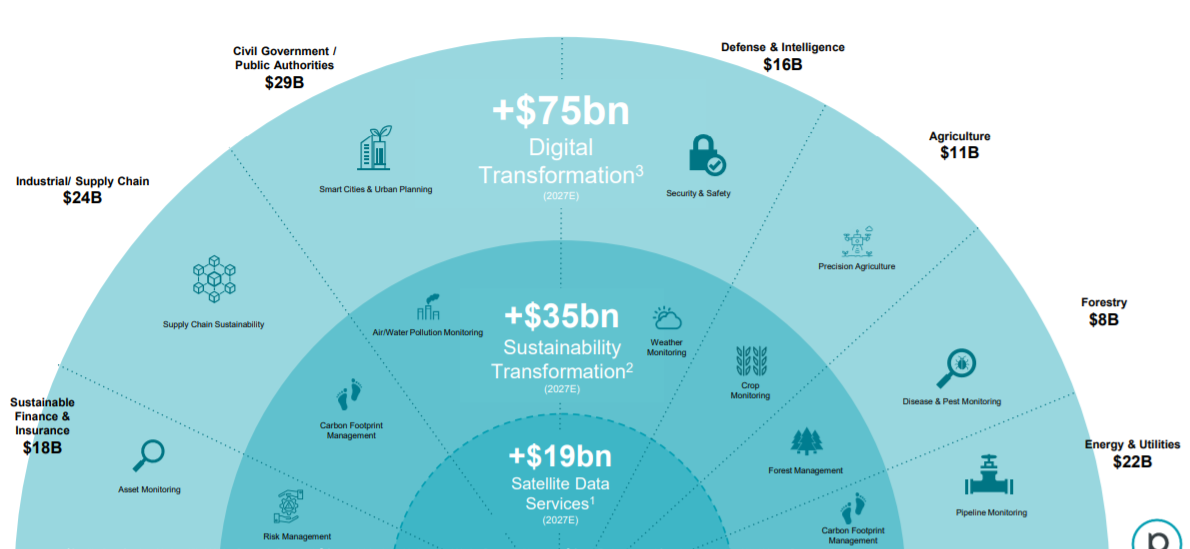 Civil Government /
Public Authorities
$29B
Defense & Intelligence
$16B
+$75bn
Digital
Transformation3
(2027E)
Agriculture
$11B
Industrial/ Supply Chain
$24B
Smart Cities & Urban Planning
Security & Safety
Precision Agriculture
Forestry
$8B
Supply Chain Sustainability
Air/Water Pollution Monitoring
+$35bn
Sustainability
Transformation2
(2027E)
Weather
Monitoring
Crop
Monitoring
Disease & Pest Monitoring
Sustainable
Finance &
Insurance
$18B
Carbon Footprint
Management
+$19bn
Satellite Data
Services1
(2027E)
Forest Management
Energy & Utilities
$22B
Asset Monitoring
Pipeline Monitoring
Risk Management
Carbon Footprint
Management